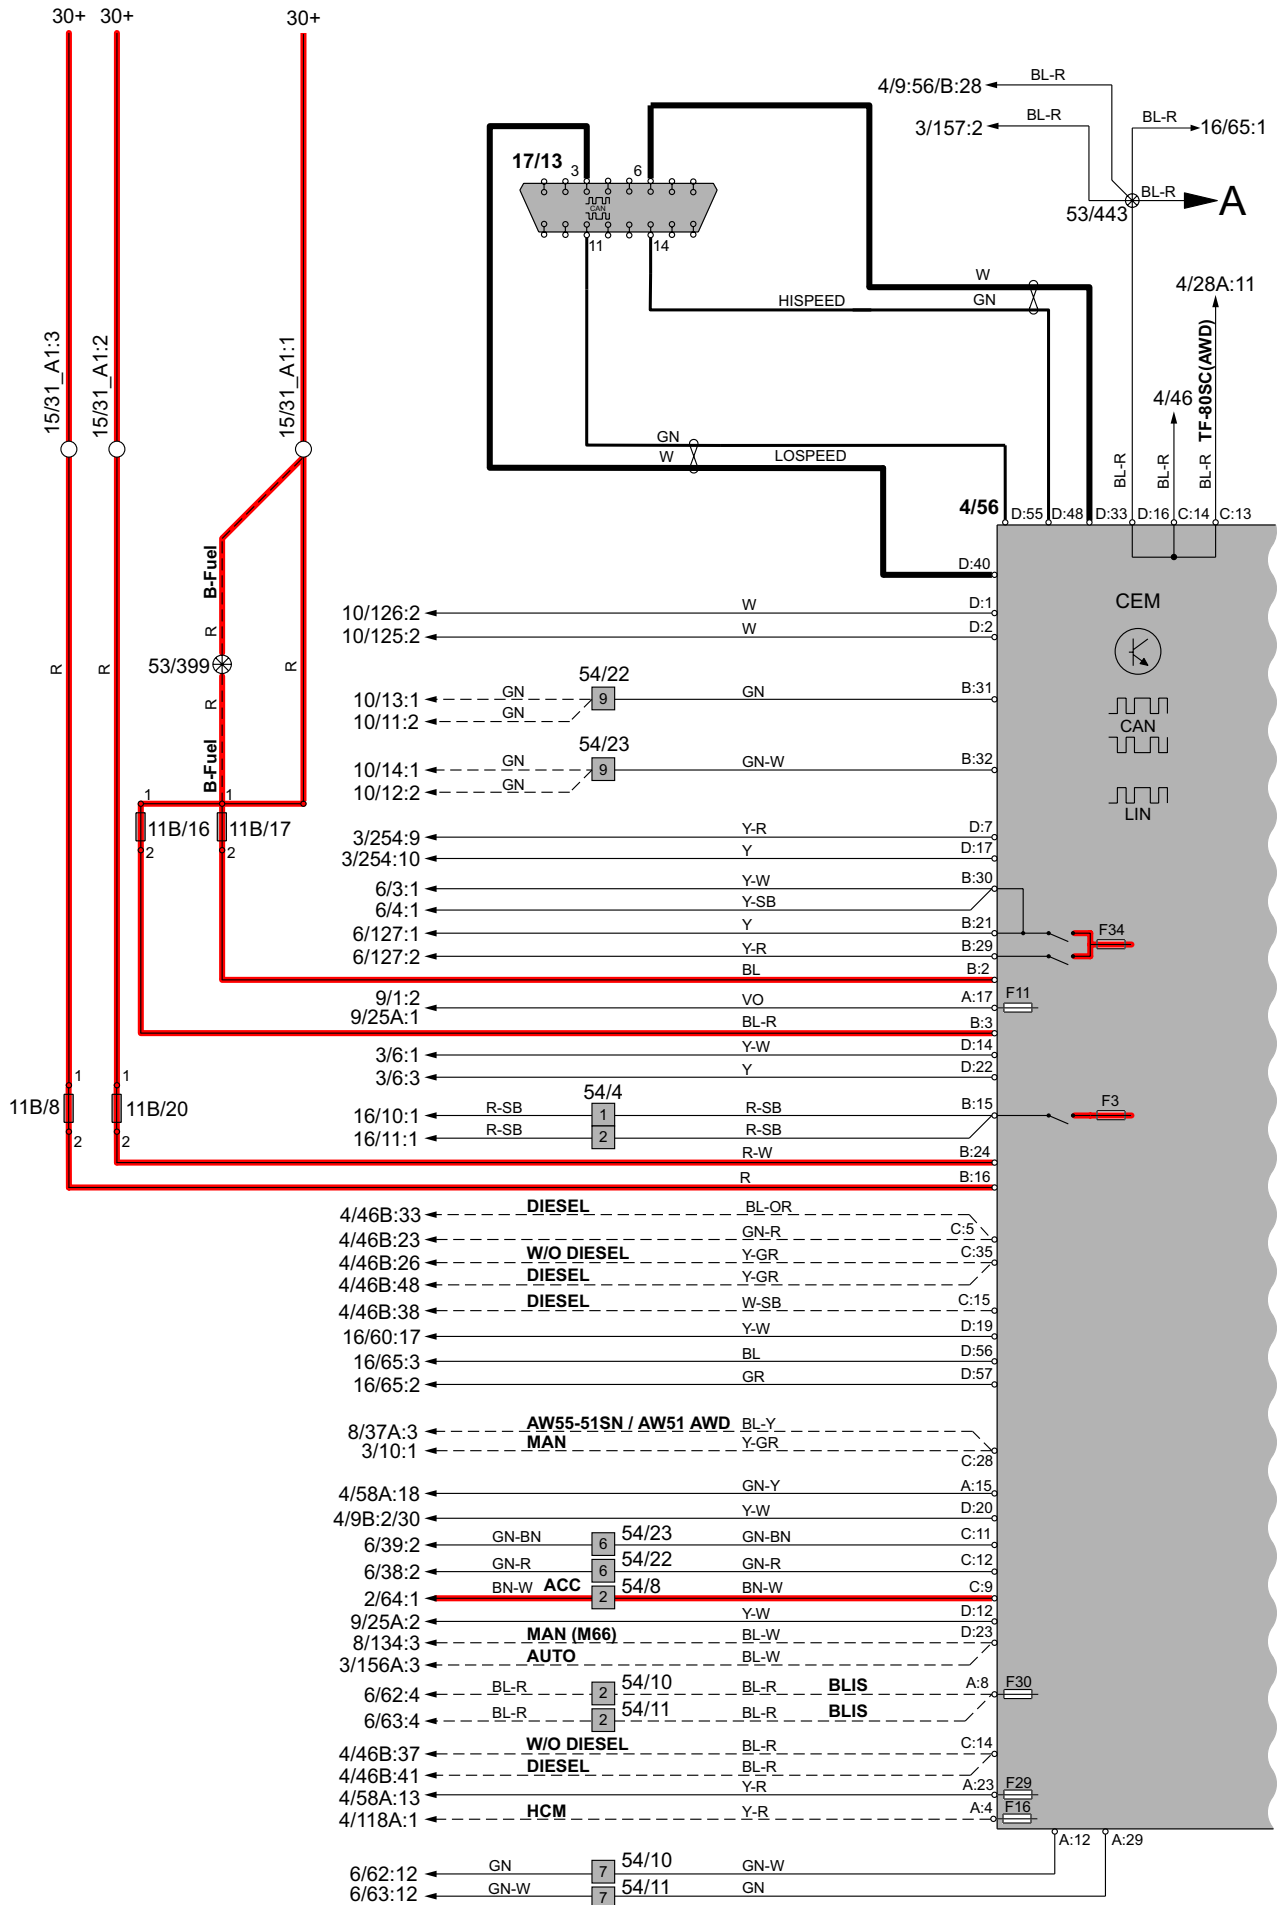 30+ 30+ 30+
4/9:56/B:28 BL-R
3/157:2 BL-R BL-R 16/65:1
17/13 3 6
CAN
BL-R A
53/443
11 14
W
HISPEED GN
4/28A:11
15/31_A1:3 15/31_A1:2 15/31_A1:1
TF-80SC(AWD)
4/46
GN
W LOSPEED
BL-R BL-R BL-R
4/56 D:55 D:48 D:33 D:16 C:14 C:13
D:40
B-Fuel
CEM
10/126:2 W D:1
10/125:2 W D:2
R
53/399
R R R
R
54/22
10/13:1 GN 9 GN B:31
10/11:2 GN
CAN
54/23
10/14:1 GN 9 GN-W B:32
10/12:2 GN
B-Fuel
LIN
1 1
11B/16 11B/17
2 2
3/254:9 Y-R D:7
3/254:10 Y D:17
6/3:1 Y-W B:30
6/4:1 Y-SB
6/127:1 Y B:21 F34
6/127:2 Y-R B:29
BL B:2
9/1:2 VO A:17 F11
9/25A:1 BL-R B:3
3/6:1 Y-W D:14
3/6:3 Y D:22
1 1
11B/8 11B/20
2 2
54/4
16/10:1 R-SB 1 R-SB B:15 F3
16/11:1 R-SB 2 R-SB
R-W B:24
R B:16
4/46B:33 DIESEL BL-OR
4/46B:23 GN-R C:5
4/46B:26 W/O DIESEL Y-GR C:35
4/46B:48 DIESEL Y-GR
4/46B:38 DIESEL W-SB C:15
16/60:17 Y-W D:19
16/65:3 BL D:56
16/65:2 GR D:57
8/37A:3 AW55-51SN / AW51 AWD BL-Y
3/10:1 MAN Y-GR
C:28
4/58A:18 GN-Y A:15
4/9B:2/30 Y-W D:20
6/39:2 GN-BN 6 54/23 GN-BN C:11
6/38:2 GN-R 6 54/22 GN-R C:12
2/64:1 BN-W ACC 2 54/8 BN-W C:9
9/25A:2 Y-W D:12
8/134:3 MAN (M66) BL-W D:23
3/156A:3 AUTO BL-W
6/62:4 BL-R 2 54/10 BL-R BLIS A:8 F30
6/63:4 BL-R 2 54/11 BL-R BLIS
4/46B:37 W/O DIESEL BL-R C:14
4/46B:41 DIESEL BL-R
4/58A:13 Y-R A:23 F29
4/118A:1 HCM Y-R A:4 F16
A:12 A:29
6/62:12 GN 7 54/10 GN-W
6/63:12 GN-W 7 54/11 GN